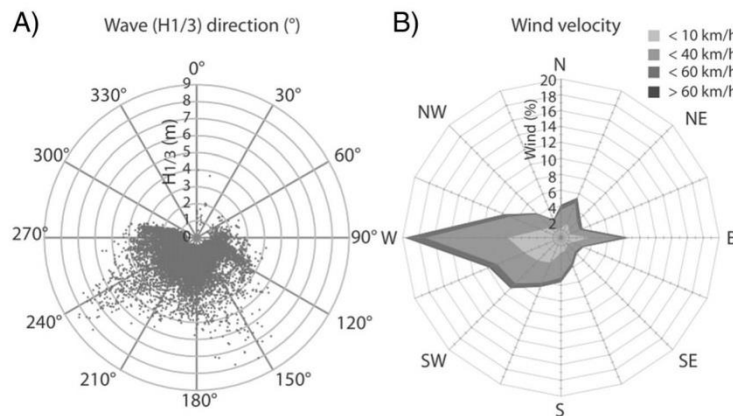 A) Wave (H1/3) direction (°)
0°
30°
60°
90°
120°
150°
180°
210°
240°
270°
300°
330°
9
8
7
6
5
4
3
2
1
0
H1/3 (m)
B) Wind velocity
< 10 km/h
< 40 km/h
< 60 km/h
> 60 km/h
N
NE
E
SE
S
SW
W
NW
20
18
16
14
12
10
8
6
4
2
Wind (%)